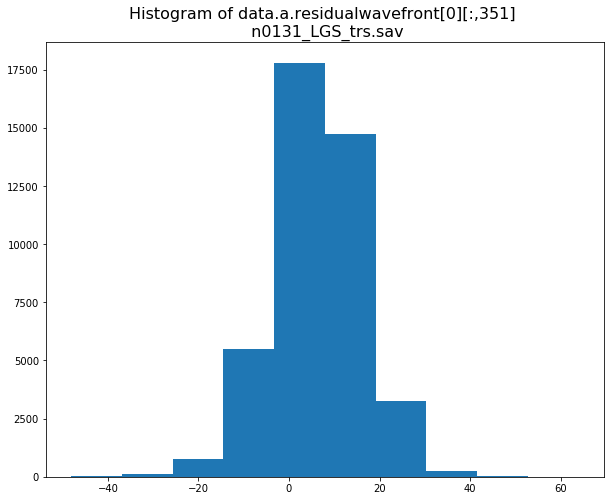 Histogram of data.a.residualwavefront[0][:,351]
n0131_LGS_trs.sav
17500
15000
12500
10000
7500
5000
2500
0
−40 −20 0 20 40 60